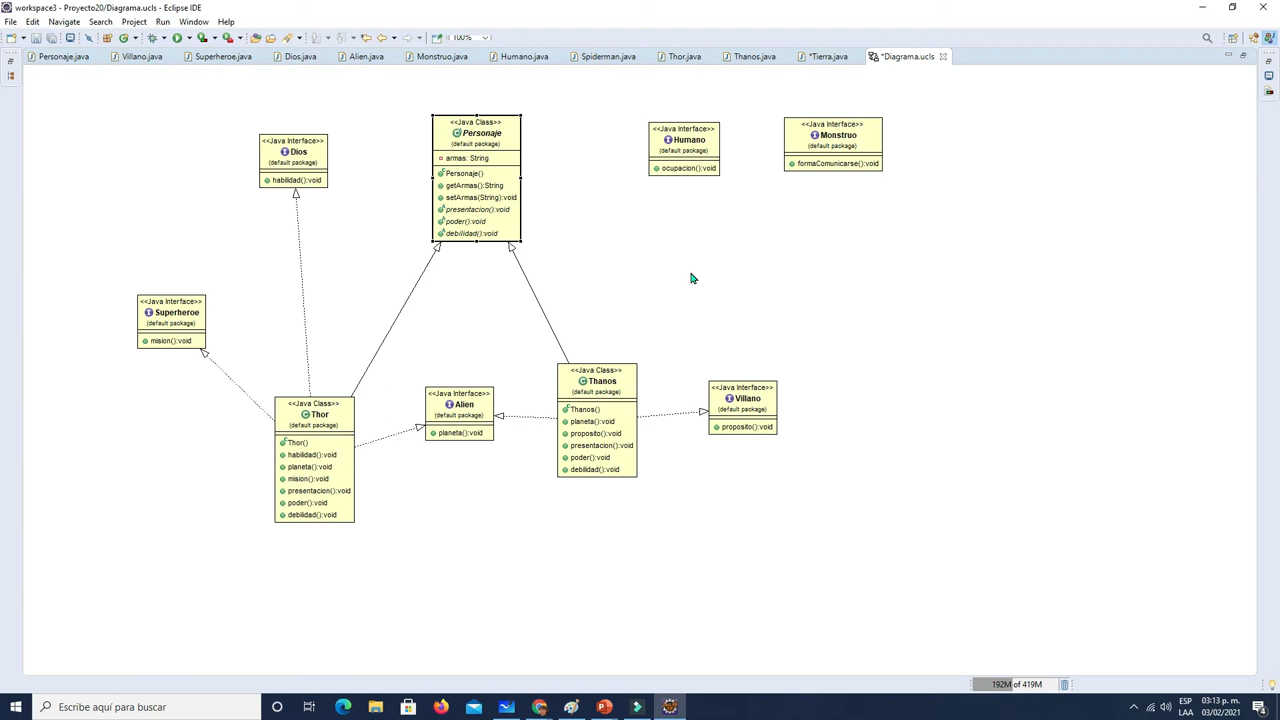 workspace3 - Proyecto20/Diagrama.ucls - Eclipse IDE
File Edit Navigate Search Project Run Window Help
100%
Personaje.java Villano.java Superheroe.java Dios.java Alien.java Monstruo.java Humano.java Spiderman.java Thor.java Thanos.java *Tierra.java *Diagrama.ucls
<<Java Interface>>
Dios
(default package)
habilidad():void
<<Java Class>>
Personaje
(default package)
armas: String
Personaje()
getArmas():String
setArmas(String):void
presentacion():void
poder():void
debilidad():void
<<Java Interface>>
Humano
(default package)
ocupacion():void
<<Java Interface>>
Monstruo
(default package)
formaComunicarse():void
<<Java Interface>>
Superheroe
(default package)
mision():void
<<Java Class>>
Thor
(default package)
Thor()
habilidad():void
planeta():void
mision():void
presentacion():void
poder():void
debilidad():void
<<Java Interface>>
Alien
(default package)
planeta():void
<<Java Class>>
Thanos
(default package)
Thanos()
planeta():void
proposito():void
presentacion():void
poder():void
debilidad():void
<<Java Interface>>
Villano
(default package)
proposito():void
192M of 419M
Escribe aquí para buscar
ESP
LAA
03:13 p. m.
03/02/2021
4